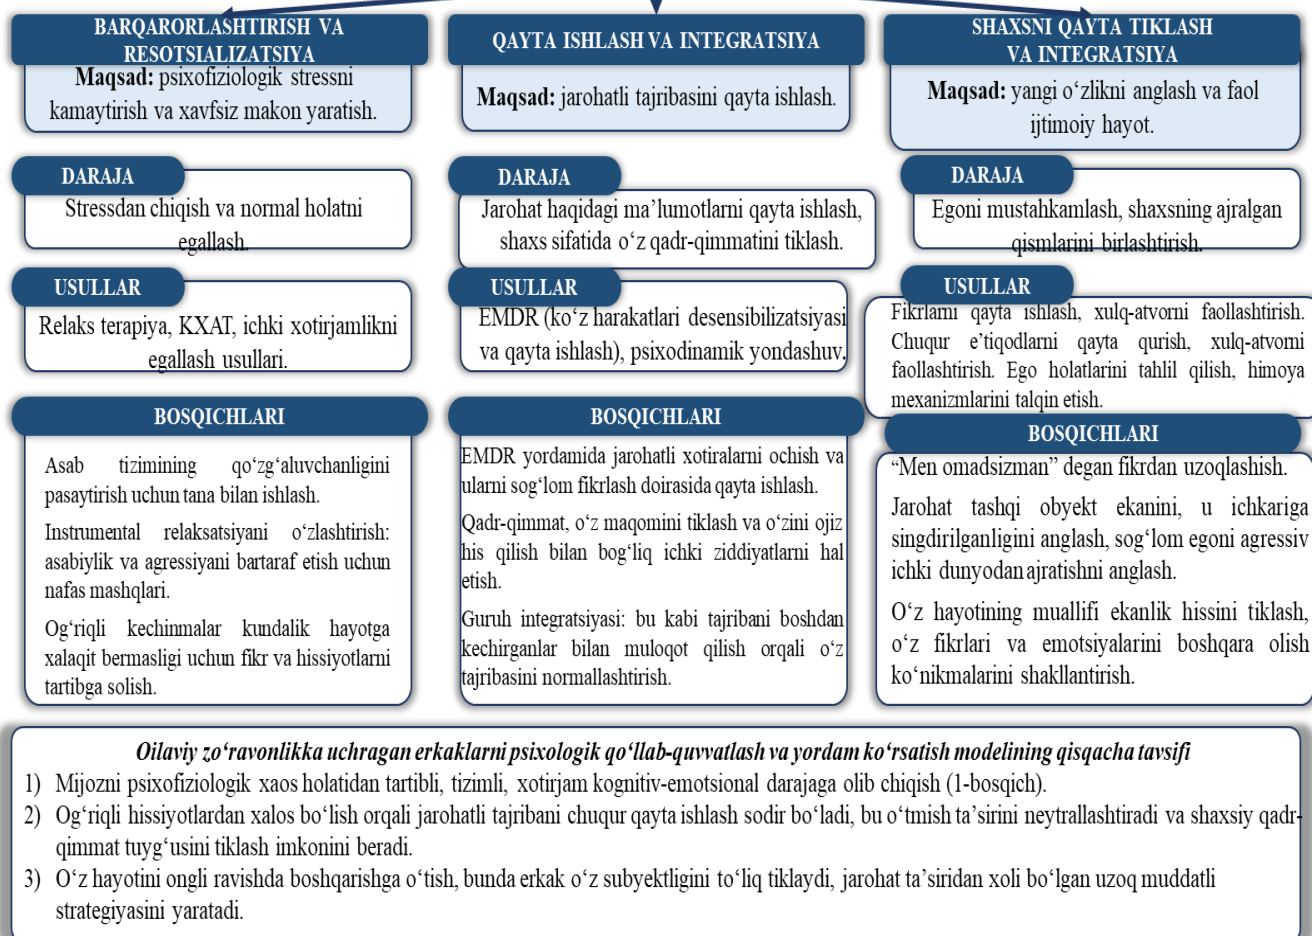 BARQARORLASHTIRISH VA
RESOTSIALIZATSIYA
Maqsad: psixofiziologik stressni
kamaytirish va xavfsiz makon yaratish.
DARAJA
Stressdan chiqish va normal holatni
egallash.
USULLAR
Relaks terapiya, KXAT, ichki xotirjamlikni
egallash usullari.
BOSQICHLARI
Asab tizimining qo‘zg‘aluvchanligini
pasaytirish uchun tana bilan ishlash.
Instrumental relaksatsiyani o‘zlashtirish:
asabiylik va agressiyani bartaraf etish uchun
nafas mashqlari.
Og‘riqli kechinmalar kundalik hayotga
xalaqit bermasligi uchun fikr va hissiyotlarni
tartibga solish.
QAYTA ISHLASH VA INTEGRATSIYA
Maqsad: jarohatli tajribasini qayta ishlash.
DARAJA
Jarohat haqidagi ma’lumotlarni qayta ishlash,
shaxs sifatida o‘z qadr-qimmatini tiklash.
USULLAR
EMDR (ko‘z harakatlari desensibilizatsiyasi
va qayta ishlash), psixodinamik yondashuv.
BOSQICHLARI
EMDR yordamida jarohatli xotiralarni ochish va
ularni sog‘lom fikrlash doirasida qayta ishlash.
Qadr-qimmat, o‘z maqomini tiklash va o‘zini ojiz
his qilish bilan bog‘liq ichki ziddiyatlarni hal
etish.
Guruh integratsiyasi: bu kabi tajribani boshdan
kechirganlar bilan muloqot qilish orqali o‘z
tajribasini normallashtirish.
SHAXSNI QAYTA TIKLASH
VA INTEGRATSIYA
Maqsad: yangi o‘zlikni anglash va faol
ijtimoiy hayot.
DARAJA
Egoni mustahkamlash, shaxsning ajralgan
qismlarini birlashtirish.
USULLAR
Fikrlarni qayta ishlash, xulq-atvorni faollashtirish.
Chuqur e’tiqodlarni qayta qurish, xulq-atvorni
faollashtirish. Ego holatlarini tahlil qilish, himoya
mexanizmlarini talqin etish.
BOSQICHLARI
“Men omadsizman” degan fikrdan uzoqlashish.
Jarohat tashqi obyekt ekanini, u ichkariga
singdirilganligini anglash, sog‘lom egoni agressiv
ichki dunyodan ajratishni anglash.
O‘z hayotining muallifi ekanlik hissini tiklash,
o‘z fikrlari va emotsiyalarini boshqara olish
ko‘nikmalarini shakllantirish.
Oilaviy zo‘ravonlikka uchragan erkaklarni psixologik qo‘llab-quvvatlash va yordam ko‘rsatish modelining qisqacha tavsifi
1) Mijozni psixofiziologik xaos holatidan tartibli, tizimli, xotirjam kognitiv-emotsional darajaga olib chiqish (1-bosqich).
2) Og‘riqli hissiyotlardan xalos bo‘lish orqali jarohatli tajribani chuqur qayta ishlash sodir bo‘ladi, bu o‘tmish ta’sirini neytrallashtiradi va shaxsiy qadr-
qimmat tuyg‘usini tiklash imkonini beradi.
3) O‘z hayotini ongli ravishda boshqarishga o‘tish, bunda erkak o‘z subyektligini to‘liq tiklaydi, jarohat ta’siridan xoli bo‘lgan uzoq muddatli
strategiyasini yaratadi.